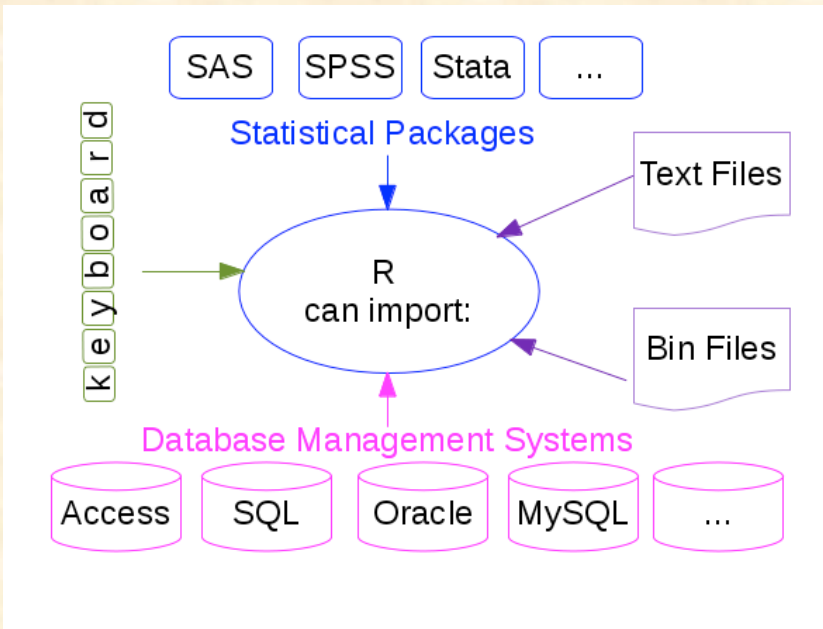 SAS SPSS Stata ...
Statistical Packages
keyboard
Text Files
R
can import:
Bin Files
Database Management Systems
Access SQL Oracle MySQL ...